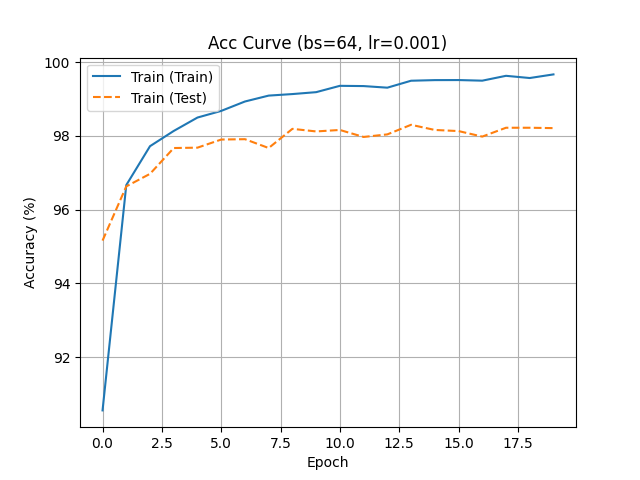 Acc Curve (bs=64, lr=0.001)
Train (Train)
Train (Test)
Accuracy (%)
100
98
96
94
92
0.0 2.5 5.0 7.5 10.0 12.5 15.0 17.5
Epoch